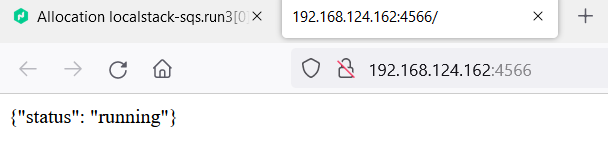 Allocation localstack-sqs.run3[0]
192.168.124.162:4566/
192.168.124.162:4566
{"status": "running"}